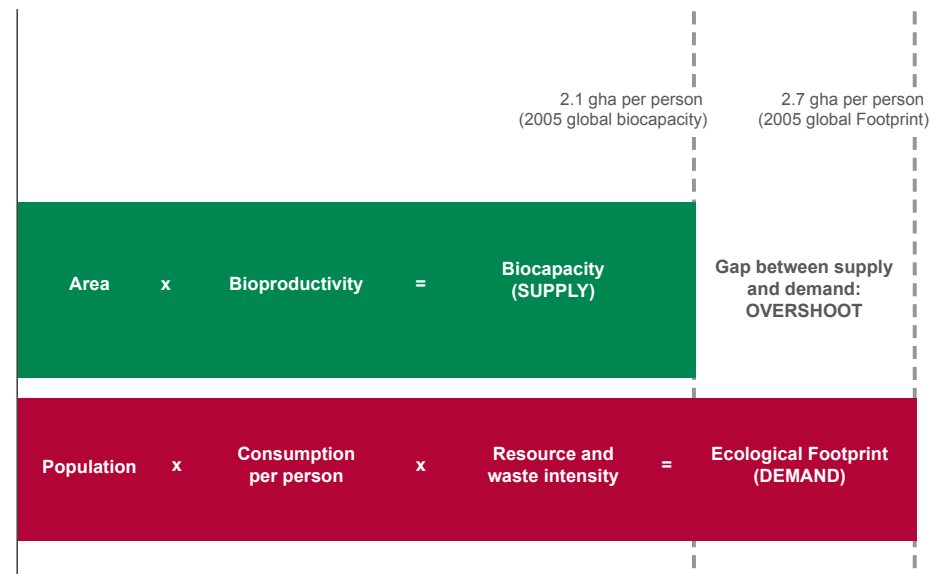 2.1 gha per person
(2005 global biocapacity)
2.7 gha per person
(2005 global Footprint)
Area x Bioproductivity = Biocapacity
(SUPPLY)
Gap between supply
and demand:
OVERSHOOT
Population x Consumption
per person
x Resource and
waste intensity
= Ecological Footprint
(DEMAND)